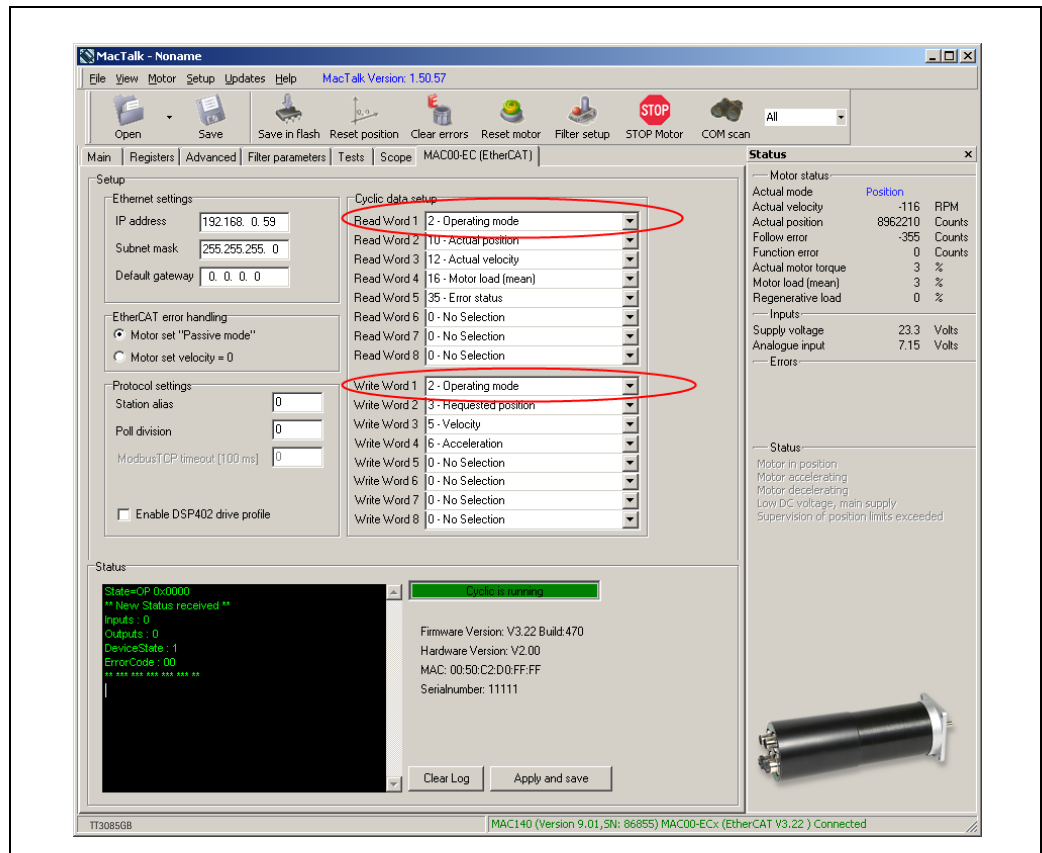 MacTalk - Noname
File View Motor Setup Updates Help MacTalk Version: 1.50.57
Open Save Save in flash Reset position Clear errors Reset motor Filter setup STOP Motor COM scan All
STOP
Main Registers Advanced Filter parameters Tests Scope MAC00-EC (EtherCAT)
Setup
Ethernet settings
IP address 192.168. 0. 59
Subnet mask 255.255.255. 0
Default gateway 0. 0. 0. 0
EtherCAT error handling
Motor set "Passive mode"
Motor set velocity = 0
Protocol settings
Station alias 0
Poll division 0
ModbusTCP timeout [100 ms] 0
Enable DSP402 drive profile
Cyclic data setup
Read Word 1 2 - Operating mode
Read Word 2 10 - Actual position
Read Word 3 12 - Actual velocity
Read Word 4 16 - Motor load (mean)
Read Word 5 35 - Error status
Read Word 6 0 - No Selection
Read Word 7 0 - No Selection
Read Word 8 0 - No Selection
Write Word 1 2 - Operating mode
Write Word 2 3 - Requested position
Write Word 3 5 - Velocity
Write Word 4 6 - Acceleration
Write Word 5 0 - No Selection
Write Word 6 0 - No Selection
Write Word 7 0 - No Selection
Write Word 8 0 - No Selection
Status
State=OP 0x0000
** New Status received **
Inputs : 0
Outputs : 0
DeviceState : 1
ErrorCode : 00
** *** *** *** *** *** **
Cyclic is running
Firmware Version: V3.22 Build:470
Hardware Version: V2.00
MAC: 00:50:C2:D0:FF:FF
Serialnumber: 11111
Clear Log Apply and save
Status x
Motor status
Actual mode Position
Actual velocity -116 RPM
Actual position 8962210 Counts
Follow error -355 Counts
Function error 0 Counts
Actual motor torque 3 %
Motor load (mean) 3 %
Regenerative load 0 %
Inputs
Supply voltage 23.3 Volts
Analogue input 7.15 Volts
Errors
Status
Motor in position
Motor accelerating
Motor decelerating
Low DC voltage, main supply
Supervision of position limits exceeded
TT3085GB MAC140 (Version 9.01,SN: 86855) MAC00-ECx (EtherCAT V3.22 ) Connected